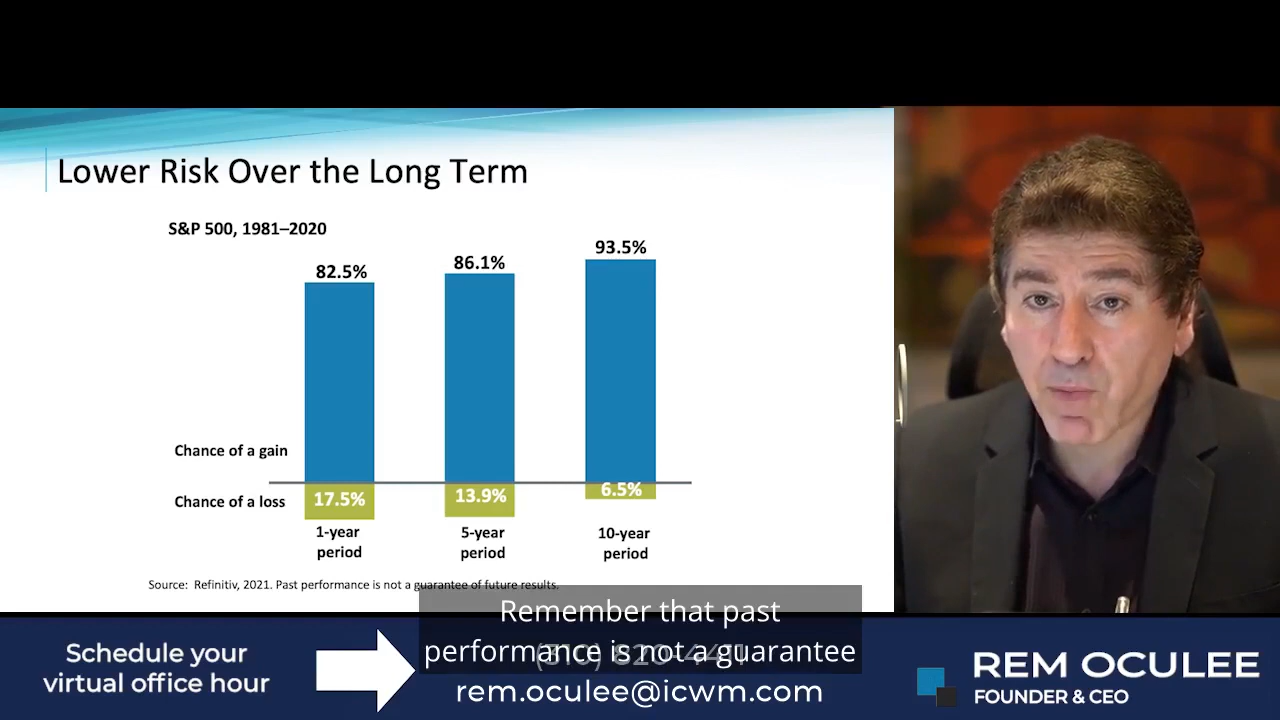 Lower Risk Over the Long Term
S&P 500, 1981–2020
82.5%
86.1%
93.5%
Chance of a gain
Chance of a loss
17.5%
13.9%
6.5%
1-year
period
5-year
period
10-year
period
Source: Refinitiv, 2021. Past performance is not a guarantee of future results.
Remember that past
performance is not a guarantee
Schedule your
virtual office hour
rem.oculee@icwm.com
REM OCULEE
FOUNDER & CEO